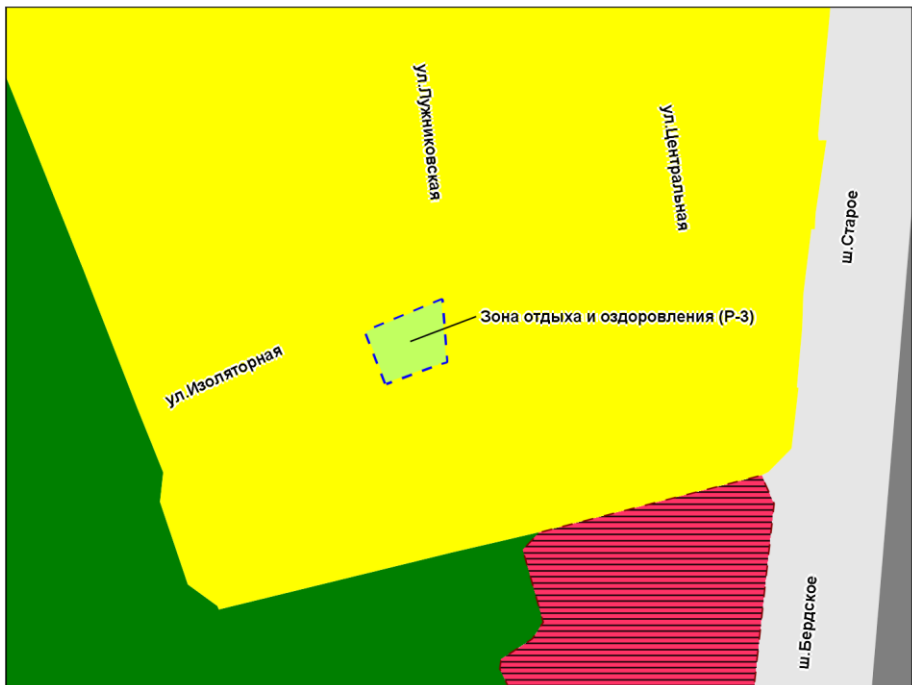 ул.Лужниковская
ул.Центральная
ш.Старое
Зона отдыха и оздоровления (Р-3)
ул.Изоляторная
ш.Бердское